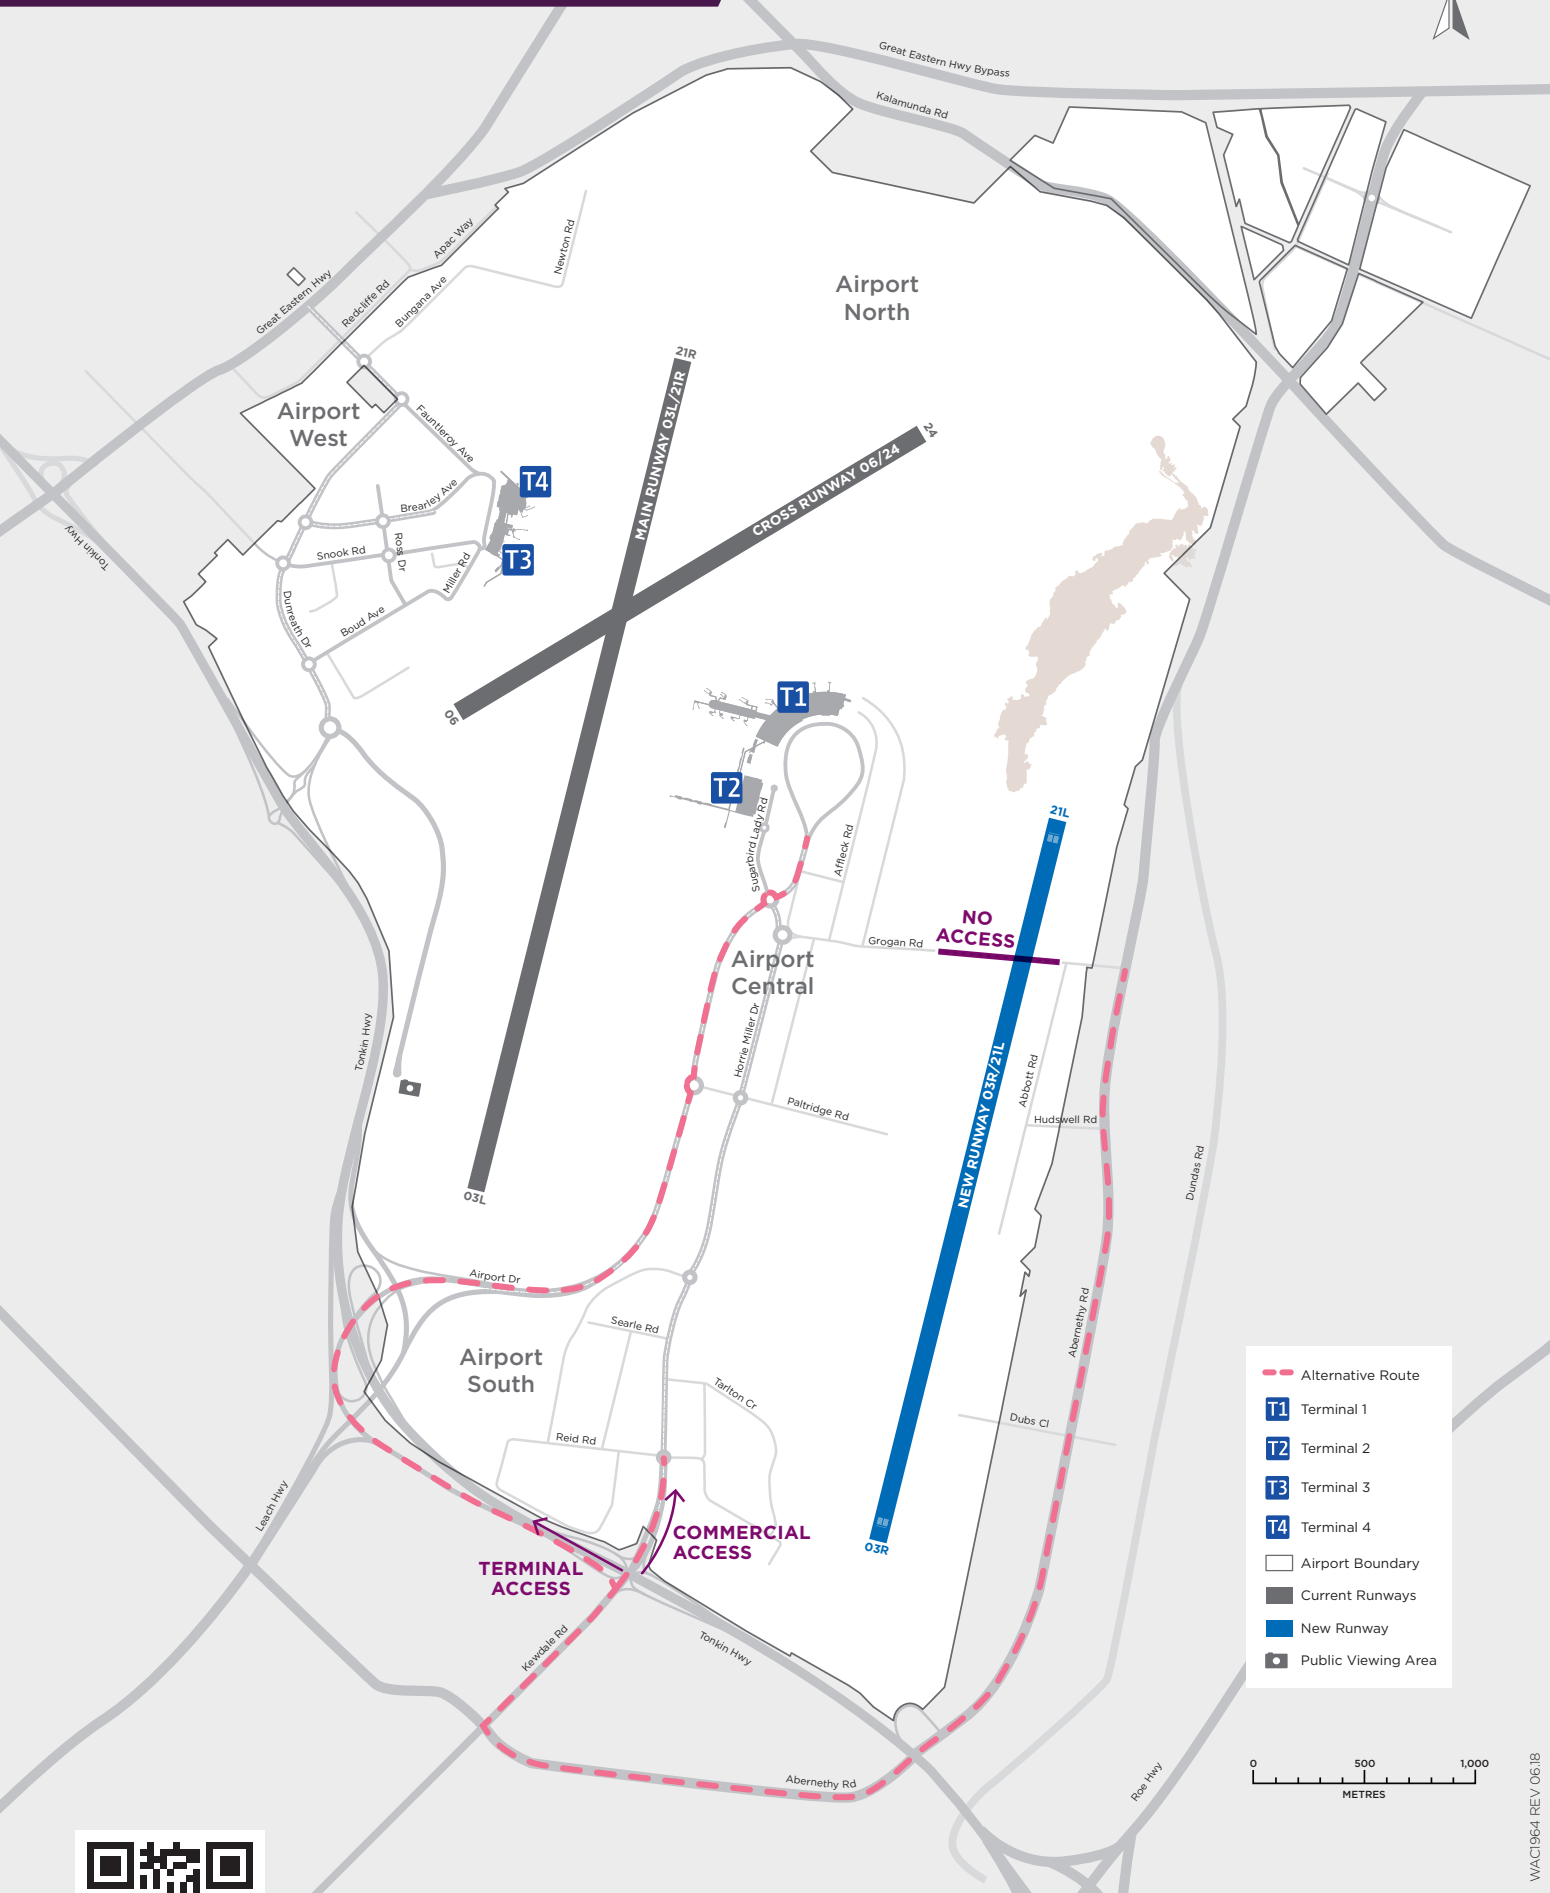 Great Eastern Hwy Bypass
Kalamunda Rd
Apac Way
Newton Rd
Great Eastern Hwy
Redcliffe Rd
Bungana Ave
Airport
North
21R
MAIN RUNWAY 03L/21R
24
CROSS RUNWAY 06/24
Airport
West
Fauntleroy Ave
T4
Brearley Ave
Tonkin Hwy
Snook Rd
Ross Dr
T3
Miller Rd
Dunreath Dr
Boud Ave
06
T1
T2
Sugarbird Lady Rd
Affleck Rd
21L
NO
ACCESS
Grogan Rd
Airport
Central
Tonkin Hwy
Horrie Miller Dr
NEW RUNWAY 03R/21L
Abbott Rd
Paltridge Rd
Hudswell Rd
Dundas Rd
03L
Airport Dr
Abernethy Rd
Searle Rd
Airport
South
Tarlton Cr
Dubs Cl
Reid Rd
Leach Hwy
COMMERCIAL
ACCESS
03R
TERMINAL
ACCESS
Kewdale Rd
Tonkin Hwy
Abernethy Rd
Roe Hwy
Alternative Route
T1 Terminal 1
T2 Terminal 2
T3 Terminal 3
T4 Terminal 4
Airport Boundary
Current Runways
New Runway
Public Viewing Area
0 500 1,000
METRES
WAC1964 REV 06.18